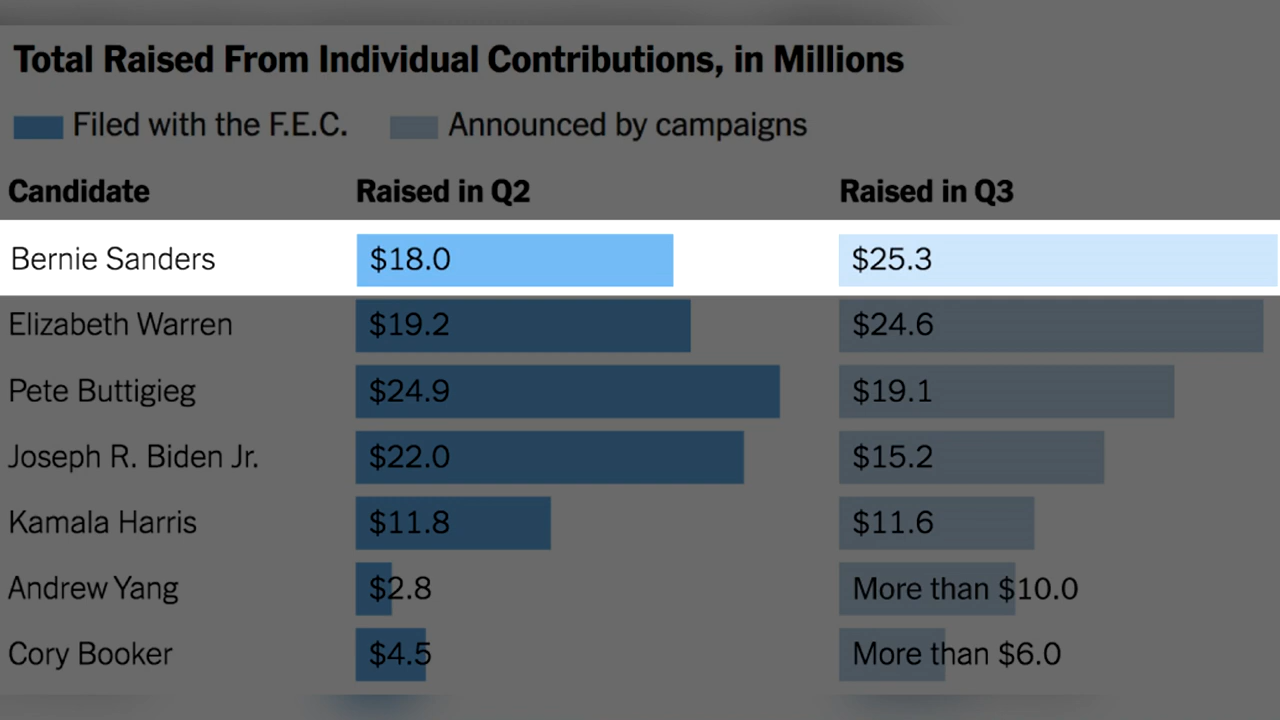 Total Raised From Individual Contributions, in Millions
Filed with the F.E.C. Announced by campaigns
Candidate Raised in Q2 Raised in Q3
Bernie Sanders $18.0 $25.3
Elizabeth Warren $19.2 $24.6
Pete Buttigieg $24.9 $19.1
Joseph R. Biden Jr. $22.0 $15.2
Kamala Harris $11.8 $11.6
Andrew Yang $2.8 More than $10.0
Cory Booker $4.5 More than $6.0